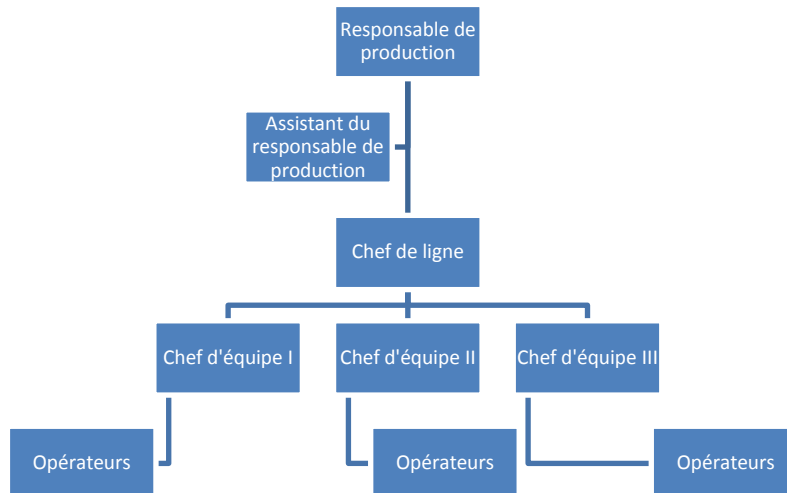 Responsable de
production
Assistant du
responsable de
production
Chef de ligne
Chef d'équipe I
Chef d'équipe II
Chef d'équipe III
Opérateurs
Opérateurs
Opérateurs